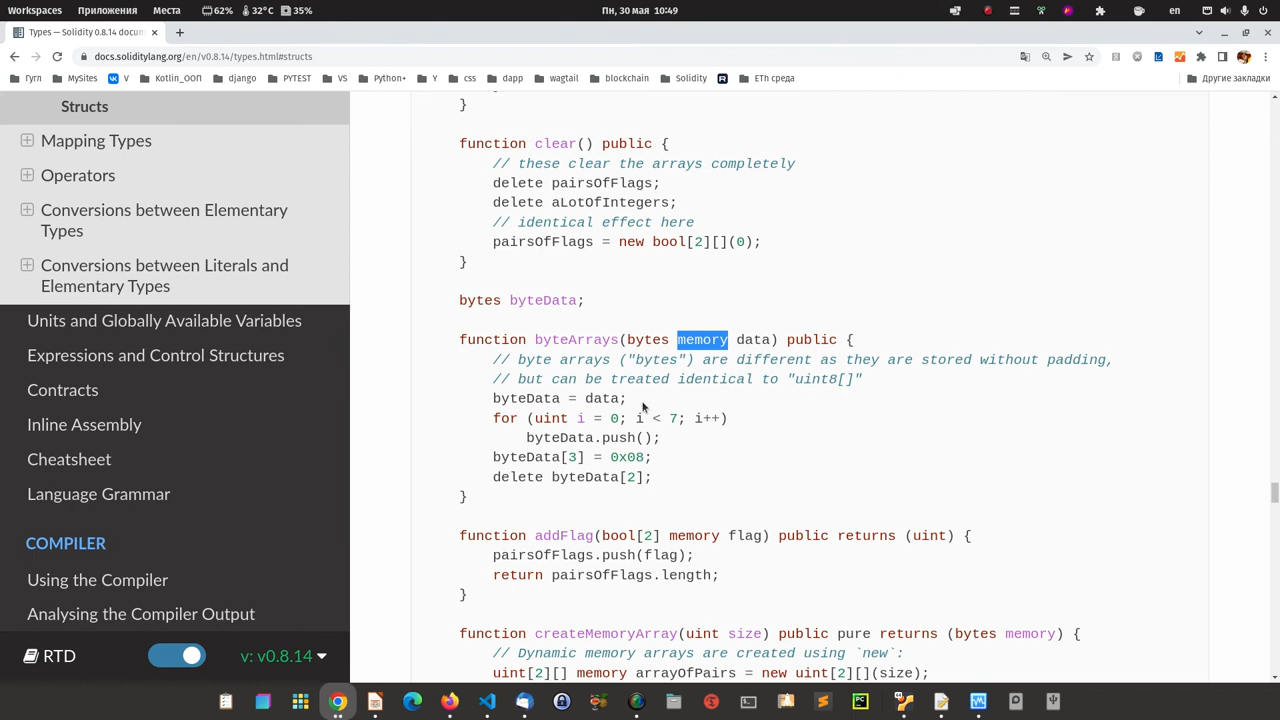 Workspaces Приложения Места 62% 32°C 35% Пн, 30 мая 10:49 en
Types — Solidity 0.8.14 docum
docs.soliditylang.org/en/v0.8.14/types.html#structs
Гугл MySites V Kotlin_ООП django PYTEST VS Python+ Y css dapp wagtail blockchain Solidity ETh среда Другие закладки
Structs
Mapping Types
Operators
Conversions between Elementary
Types
Conversions between Literals and
Elementary Types
Units and Globally Available Variables
Expressions and Control Structures
Contracts
Inline Assembly
Cheatsheet
Language Grammar
COMPILER
Using the Compiler
Analysing the Compiler Output
RTD v: v0.8.14
}
function clear() public {
// these clear the arrays completely
delete pairsOfFlags;
delete aLotOfIntegers;
// identical effect here
pairsOfFlags = new bool[2][](0);
}
bytes byteData;
function byteArrays(bytes memory data) public {
// byte arrays ("bytes") are different as they are stored without padding,
// but can be treated identical to "uint8[]"
byteData = data;
for (uint i = 0; i < 7; i++)
byteData.push();
byteData[3] = 0x08;
delete byteData[2];
}
function addFlag(bool[2] memory flag) public returns (uint) {
pairsOfFlags.push(flag);
return pairsOfFlags.length;
}
function createMemoryArray(uint size) public pure returns (bytes memory) {
// Dynamic memory arrays are created using `new`:
uint[2][] memory arrayOfPairs = new uint[2][](size);